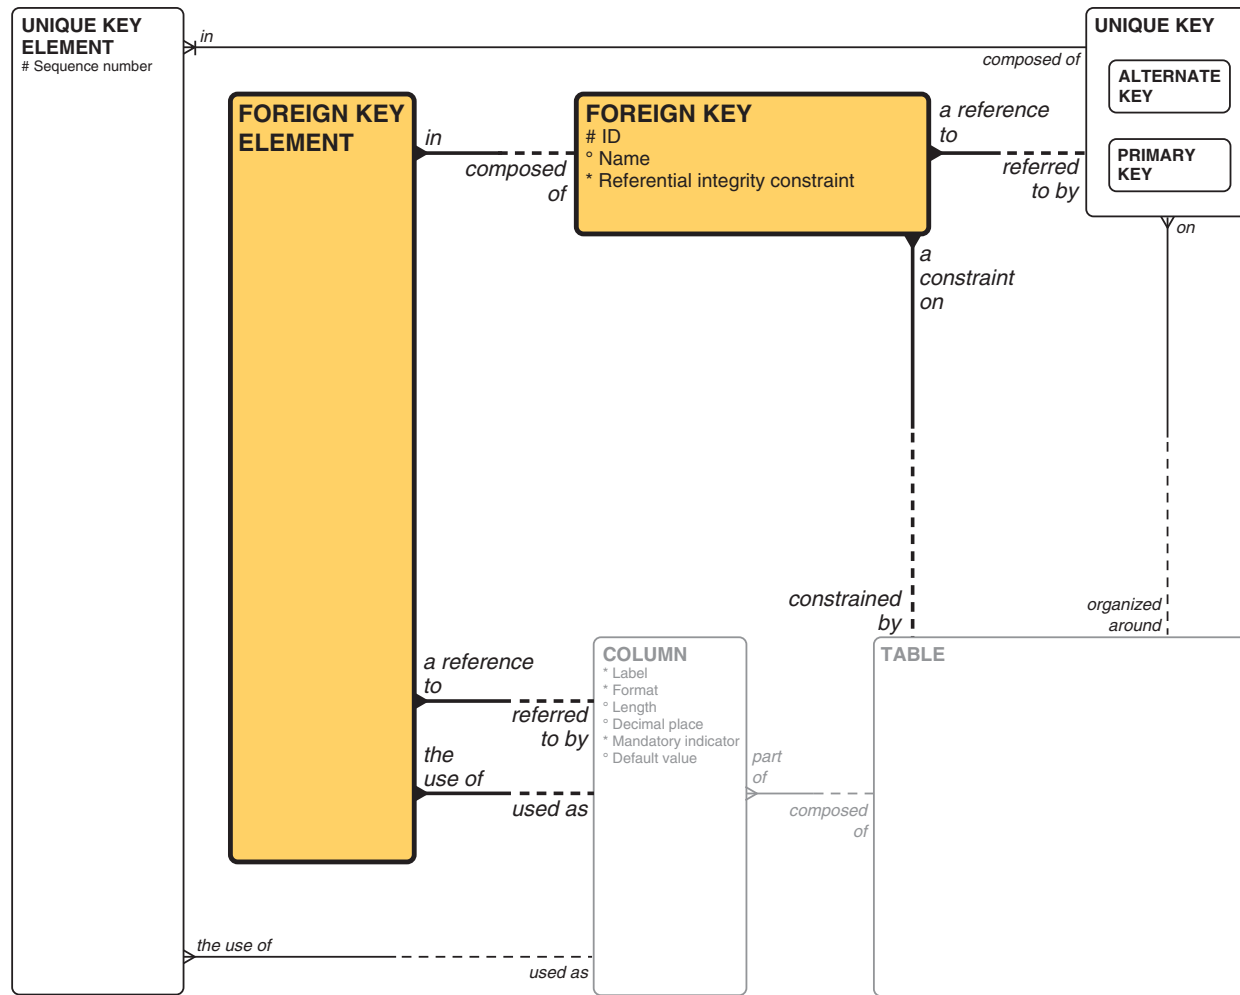 UNIQUE KEY
ELEMENT
# Sequence number
in
composed of
UNIQUE KEY
ALTERNATE
KEY
PRIMARY
KEY
FOREIGN KEY
ELEMENT
in
composed
of
FOREIGN KEY
# ID
° Name
* Referential integrity constraint
a reference
to
referred
to by
on
a
constraint
on
constrained
by
organized
around
a reference
to
referred
to by
the
use of
used as
COLUMN
* Label
* Format
° Length
° Decimal place
* Mandatory indicator
° Default value
part
of
composed
of
TABLE
the use of
used as